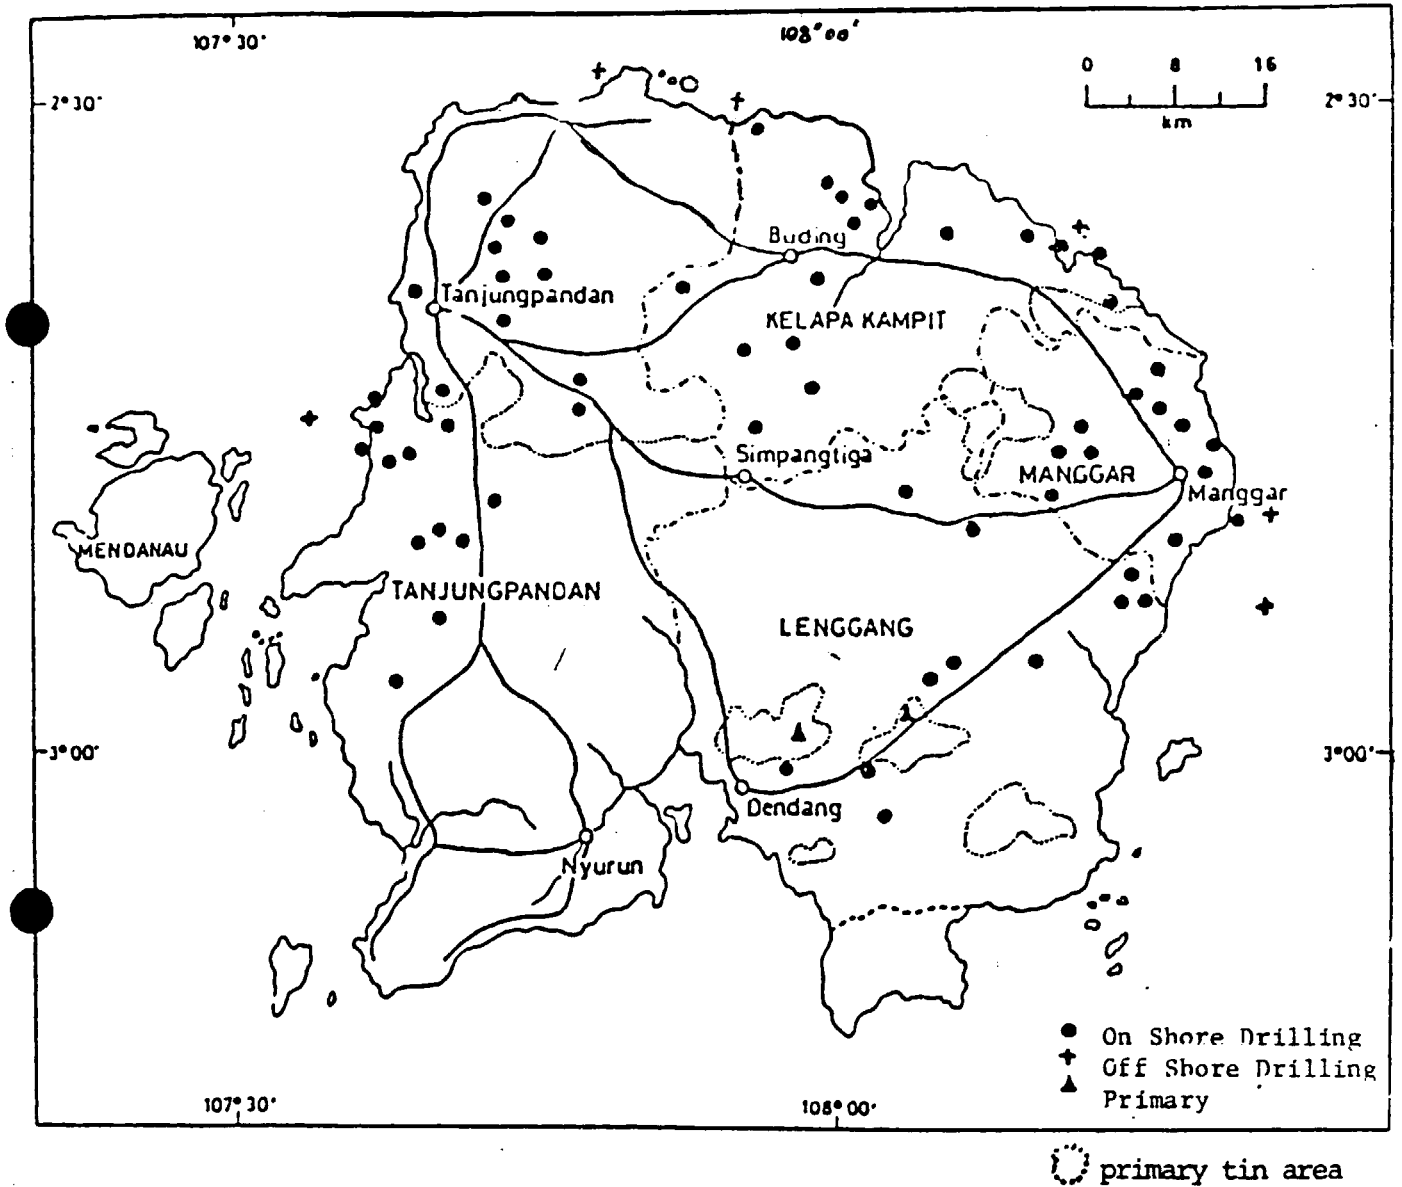 107°30'
108°00'
0 8 16
km
2°30'
2°30'
Buding
Tanjungpandan
KELAPA KAMPIT
Simpangtiga
MANGGAR
Manggar
MENDANAU
TANJUNGPANDAN
LENGGANG
3°00'
3°00'
Dendang
Nyurun
On Shore Drilling
Off Shore Drilling
Primary
107°30'
108°00'
primary tin area